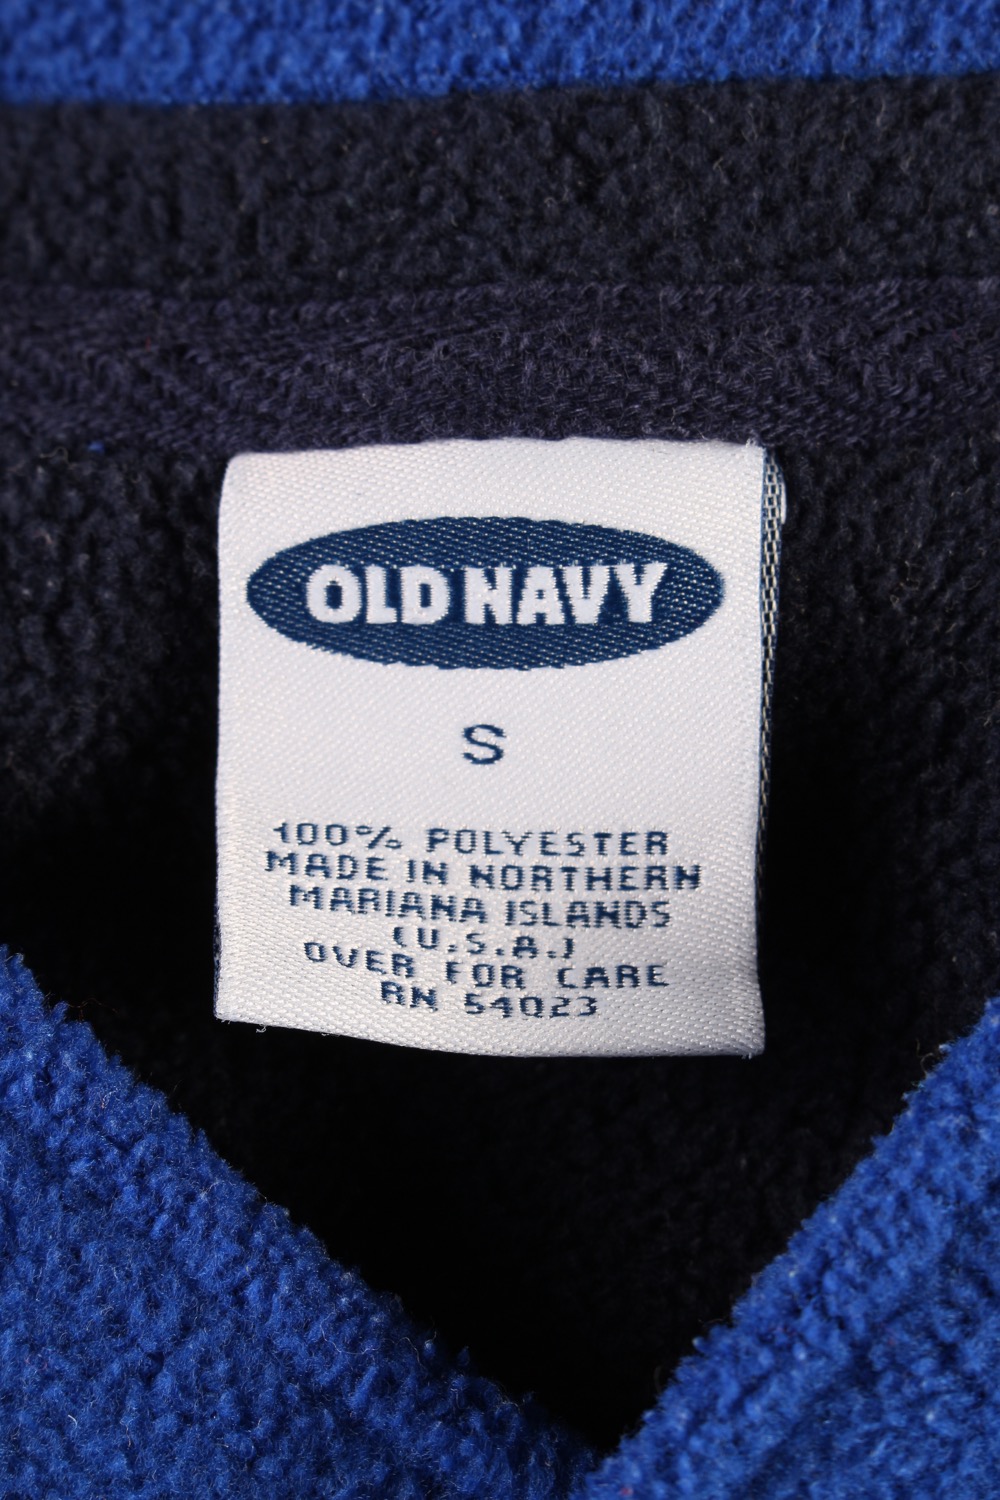 OLD NAVY
S
100% POLYESTER
MADE IN NORTHERN
MARIANA ISLANDS
(U.S.A.)
OVER FOR CARE
RN 54023